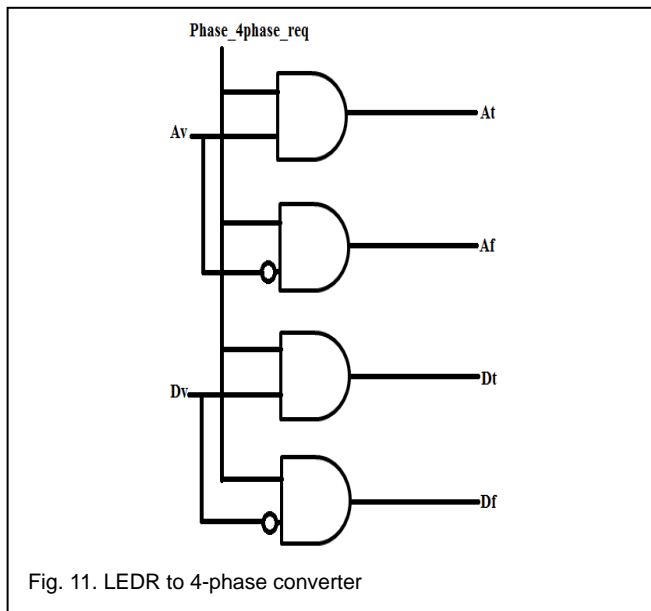 Phase_4phase_req
At
Av
Af
Dt
Dv
Df
Fig. 11. LEDR to 4-phase converter